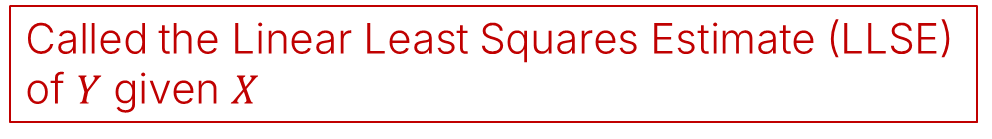 Called the Linear Least Squares Estimate (LLSE)
of Y given X